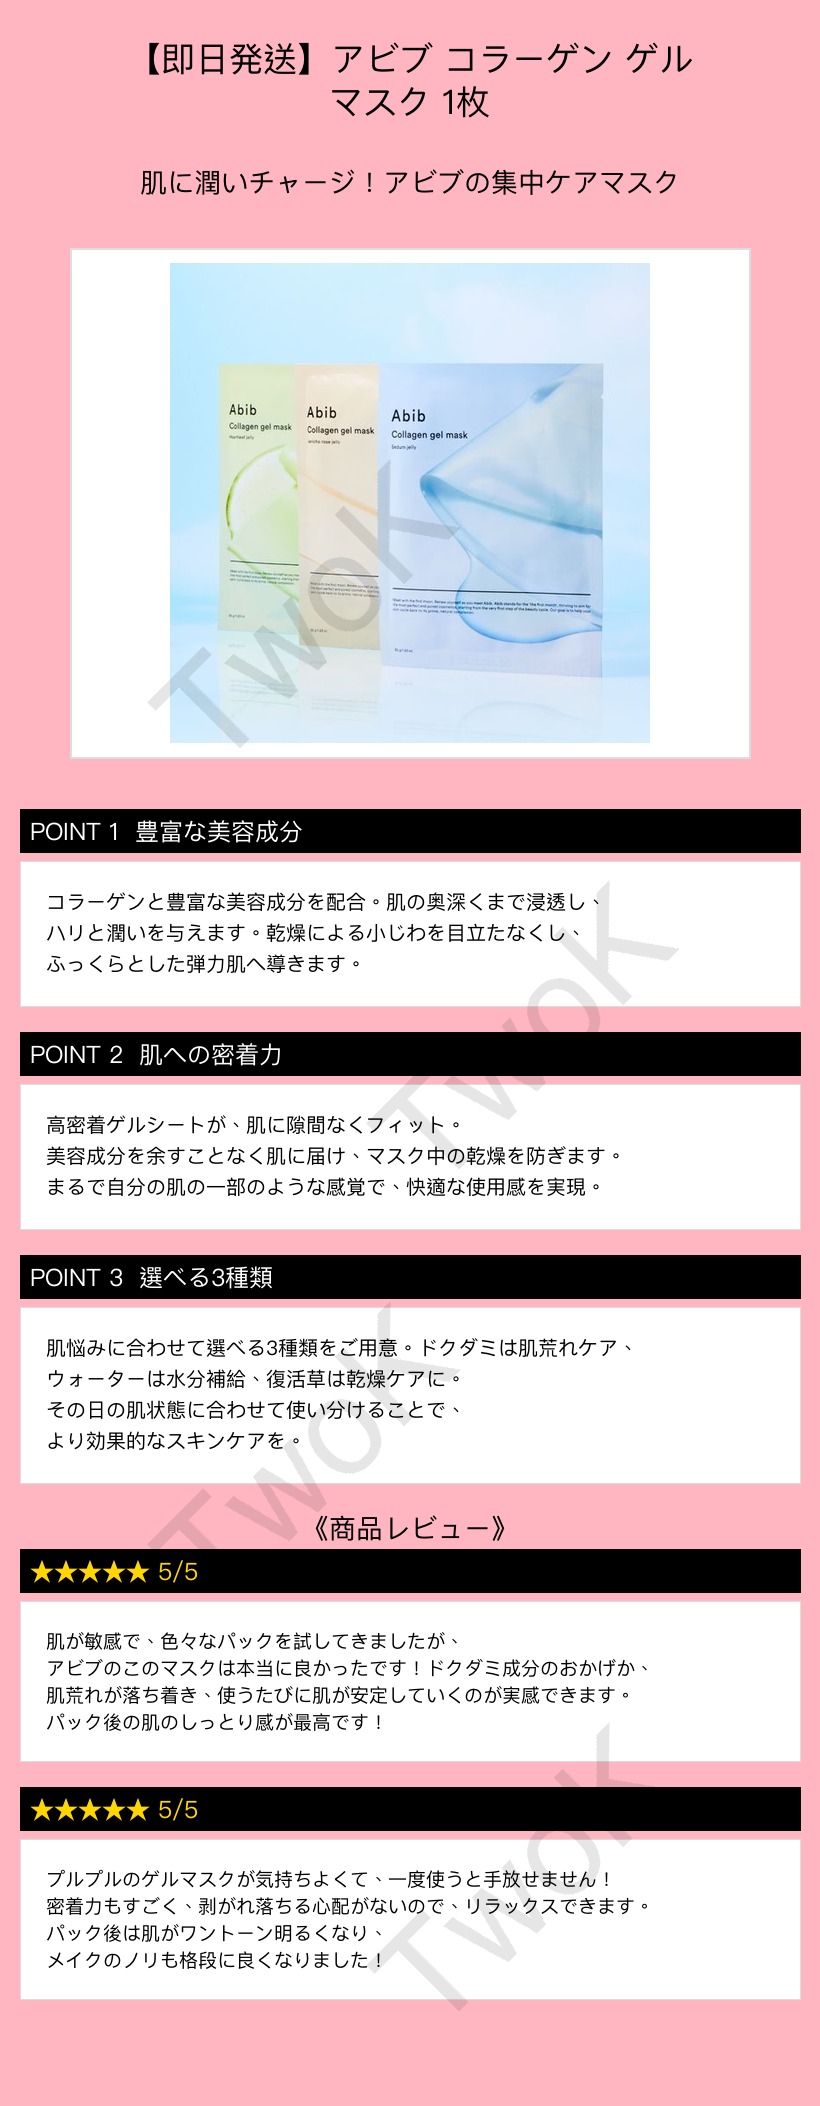 【即日発送】アビブ コラーゲン ゲル
マスク 1枚
肌に潤いチャージ！アビブの集中ケアマスク
Abib
Collagen gel mask
Heartleaf jelly
Abib
Collagen gel mask
Jericho rose jelly
Abib
Collagen gel mask
Sedum jelly
TwoK
POINT 1 豊富な美容成分
コラーゲンと豊富な美容成分を配合。肌の奥深くまで浸透し、
ハリと潤いを与えます。乾燥による小じわを目立たなくし、
ふっくらとした弾力肌へ導きます。
TwoK
POINT 2 肌への密着力
高密着ゲルシートが、肌に隙間なくフィット。
美容成分を余すことなく肌に届け、マスク中の乾燥を防ぎます。
まるで自分の肌の一部のような感覚で、快適な使用感を実現。
POINT 3 選べる3種類
肌悩みに合わせて選べる3種類をご用意。ドクダミは肌荒れケア、
ウォーターは水分補給、復活草は乾燥ケアに。
その日の肌状態に合わせて使い分けることで、
より効果的なスキンケアを。
TwoK
《商品レビュー》
★★★★★ 5/5
肌が敏感で、色々なパックを試してきましたが、
アビブのこのマスクは本当に良かったです！ドクダミ成分のおかげか、
肌荒れが落ち着き、使うたびに肌が安定していくのが実感できます。
パック後の肌のしっとり感が最高です！
★★★★★ 5/5
プルプルのゲルマスクが気持ちよくて、一度使うと手放せません！
密着力もすごく、剥がれ落ちる心配がないので、リラックスできます。
パック後は肌がワントーン明るくなり、
メイクのノリも格段に良くなりました！
TwoK